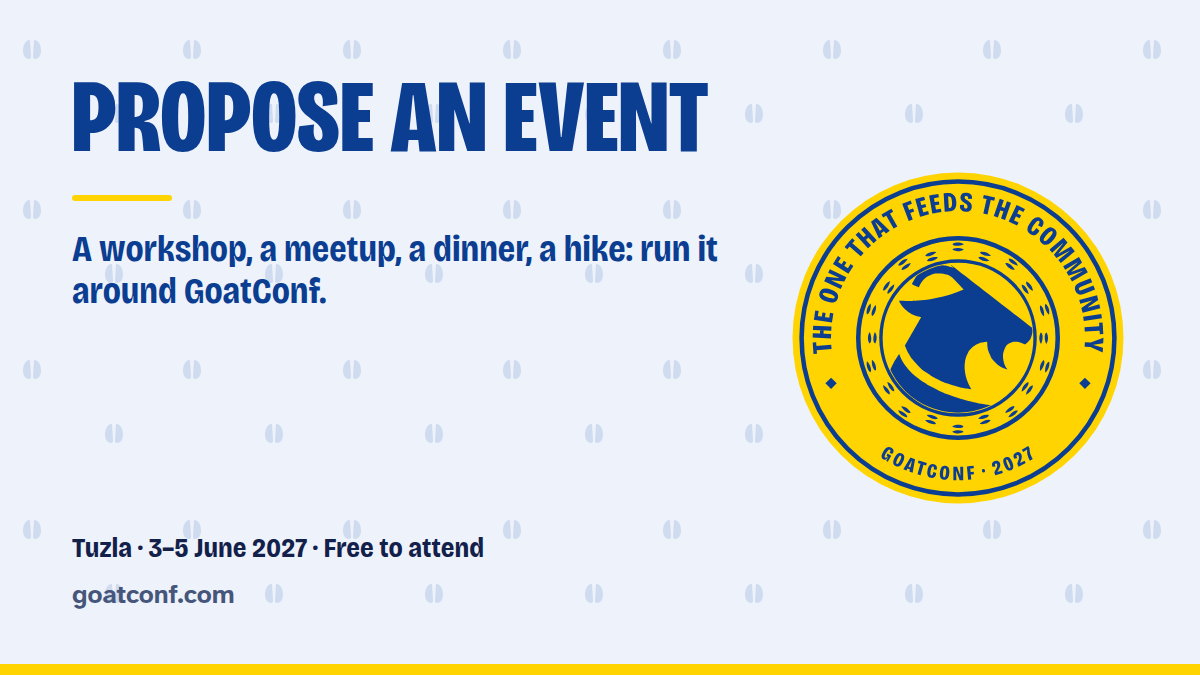 PROPOSE AN EVENT
A workshop, a meetup, a dinner, a hike: run it
around GoatConf.
THE ONE THAT FEEDS THE COMMUNITY
GOATCONF · 2027
Tuzla · 3–5 June 2027 · Free to attend
goatconf.com